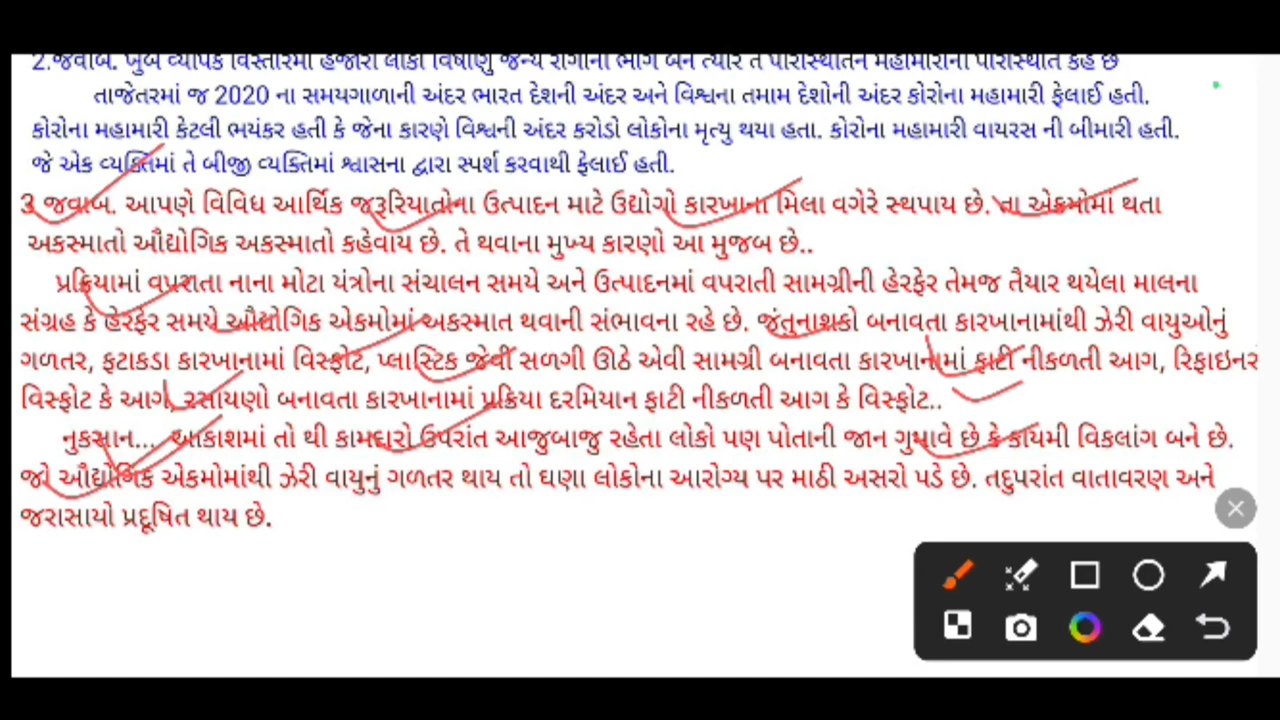 2.જવાબ. ખુબ વ્યાપક વિસ્તારમાં હજારો લોકો વિષાણુ જન્ય રોગોના ભોગ બને ત્યારે તે પરિસ્થિતિને મહામારીની પરિસ્થિતિ કહે છે
તાજેતરમાં જ 2020 ના સમયગાળાની અંદર ભારત દેશની અંદર અને વિશ્વના તમામ દેશોની અંદર કોરોના મહામારી ફેલાઈ હતી.
કોરોના મહામારી કેટલી ભયંકર હતી કે જેના કારણે વિશ્વની અંદર કરોડો લોકોના મૃત્યુ થયા હતા. કોરોના મહામારી વાયરસ ની બીમારી હતી.
જે એક વ્યક્તિમાં તે બીજી વ્યક્તિમાં શ્વાસના દ્વારા સ્પર્શ કરવાથી ફેલાઈ હતી.
3 જવાબ. આપણે વિવિધ આર્થિક જરૂરિયાતોના ઉત્પાદન માટે ઉદ્યોગો કારખાના મિલા વગેરે સ્થપાય છે. તા એકમોમાં થતા
અકસ્માતો ઔદ્યોગિક અકસ્માતો કહેવાય છે. તે થવાના મુખ્ય કારણો આ મુજબ છે..
પ્રક્રિયામાં વપરાતા નાના મોટા યંત્રોના સંચાલન સમયે અને ઉત્પાદનમાં વપરાતી સામગ્રીની હેરફેર તેમજ તૈયાર થયેલા માલના
સંગ્રહ કે હેરફેર સમયે ઔદ્યોગિક એકમોમાં અકસ્માત થવાની સંભાવના રહે છે. જંતુનાશકો બનાવતા કારખાનામાંથી ઝેરી વાયુઓનું
ગળતર, ફટાકડા કારખાનામાં વિસ્ફોટ, પ્લાસ્ટિક જેવી સળગી ઊઠે એવી સામગ્રી બનાવતા કારખાનામાં ફાટી નીકળતી આગ, રિફાઇનર
વિસ્ફોટ કે આગ, રસાયણો બનાવતા કારખાનામાં પ્રક્રિયા દરમિયાન ફાટી નીકળતી આગ કે વિસ્ફોટ..
નુકસાન... આકાશમાં તો થી કામદારો ઉપરાંત આજુબાજુ રહેતા લોકો પણ પોતાની જાન ગુમાવે છે કે કાયમી વિકલાંગ બને છે.
જો ઔદ્યોગિક એકમોમાંથી ઝેરી વાયુનું ગળતર થાય તો ઘણા લોકોના આરોગ્ય પર માઠી અસરો પડે છે. તદુપરાંત વાતાવરણ અને
જરાસાયો પ્રદૂષિત થાય છે.